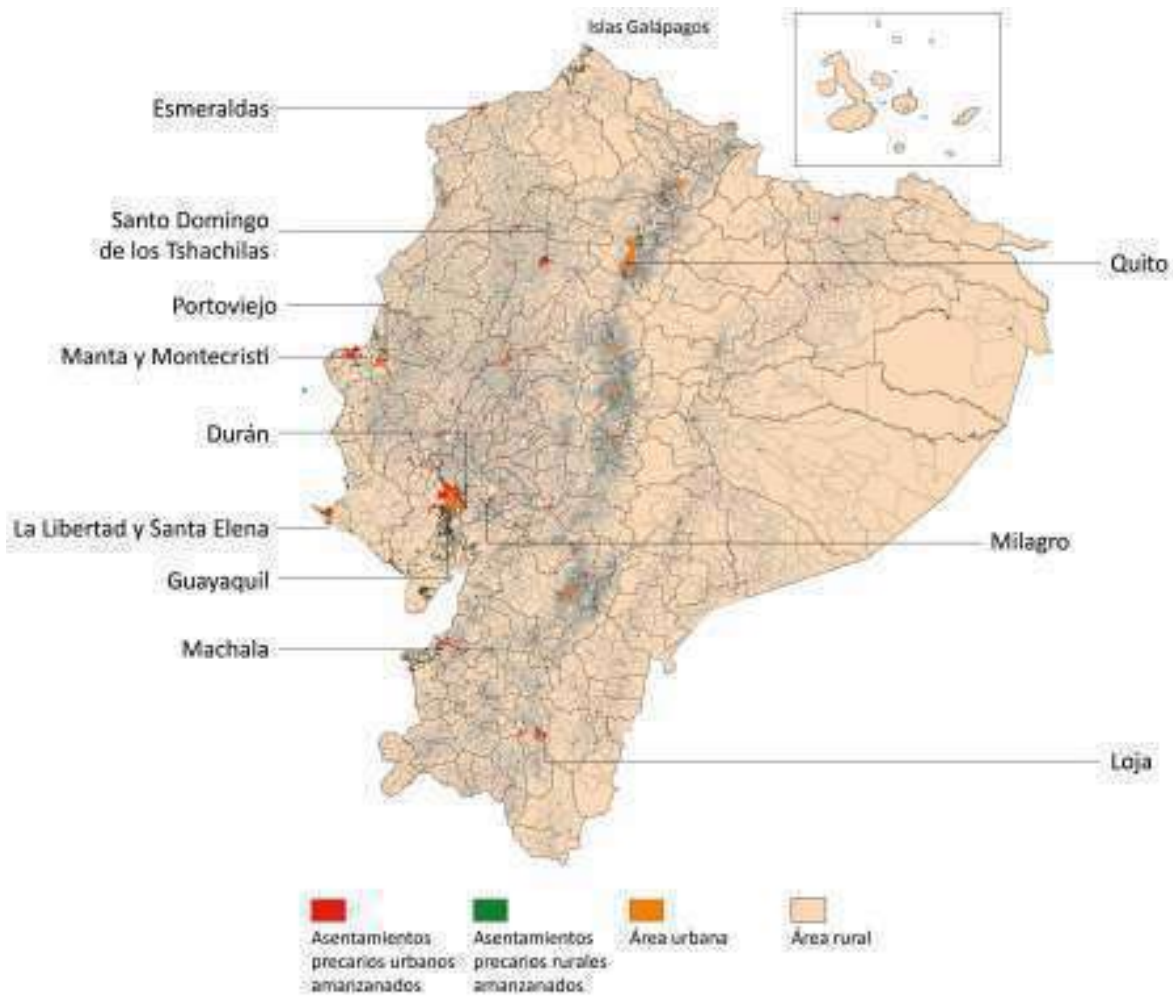 Islas Galápagos
Esmeraldas
Santo Domingo
de los Tshachilas
Quito
Portoviejo
Manta y Montecristi
Durán
La Libertad y Santa Elena
Milagro
Guayaquil
Machala
Loja
Asentamientos
precarios urbanos
amanzanados
Asentamientos
precarios rurales
amanzanados
Área urbana
Área rural